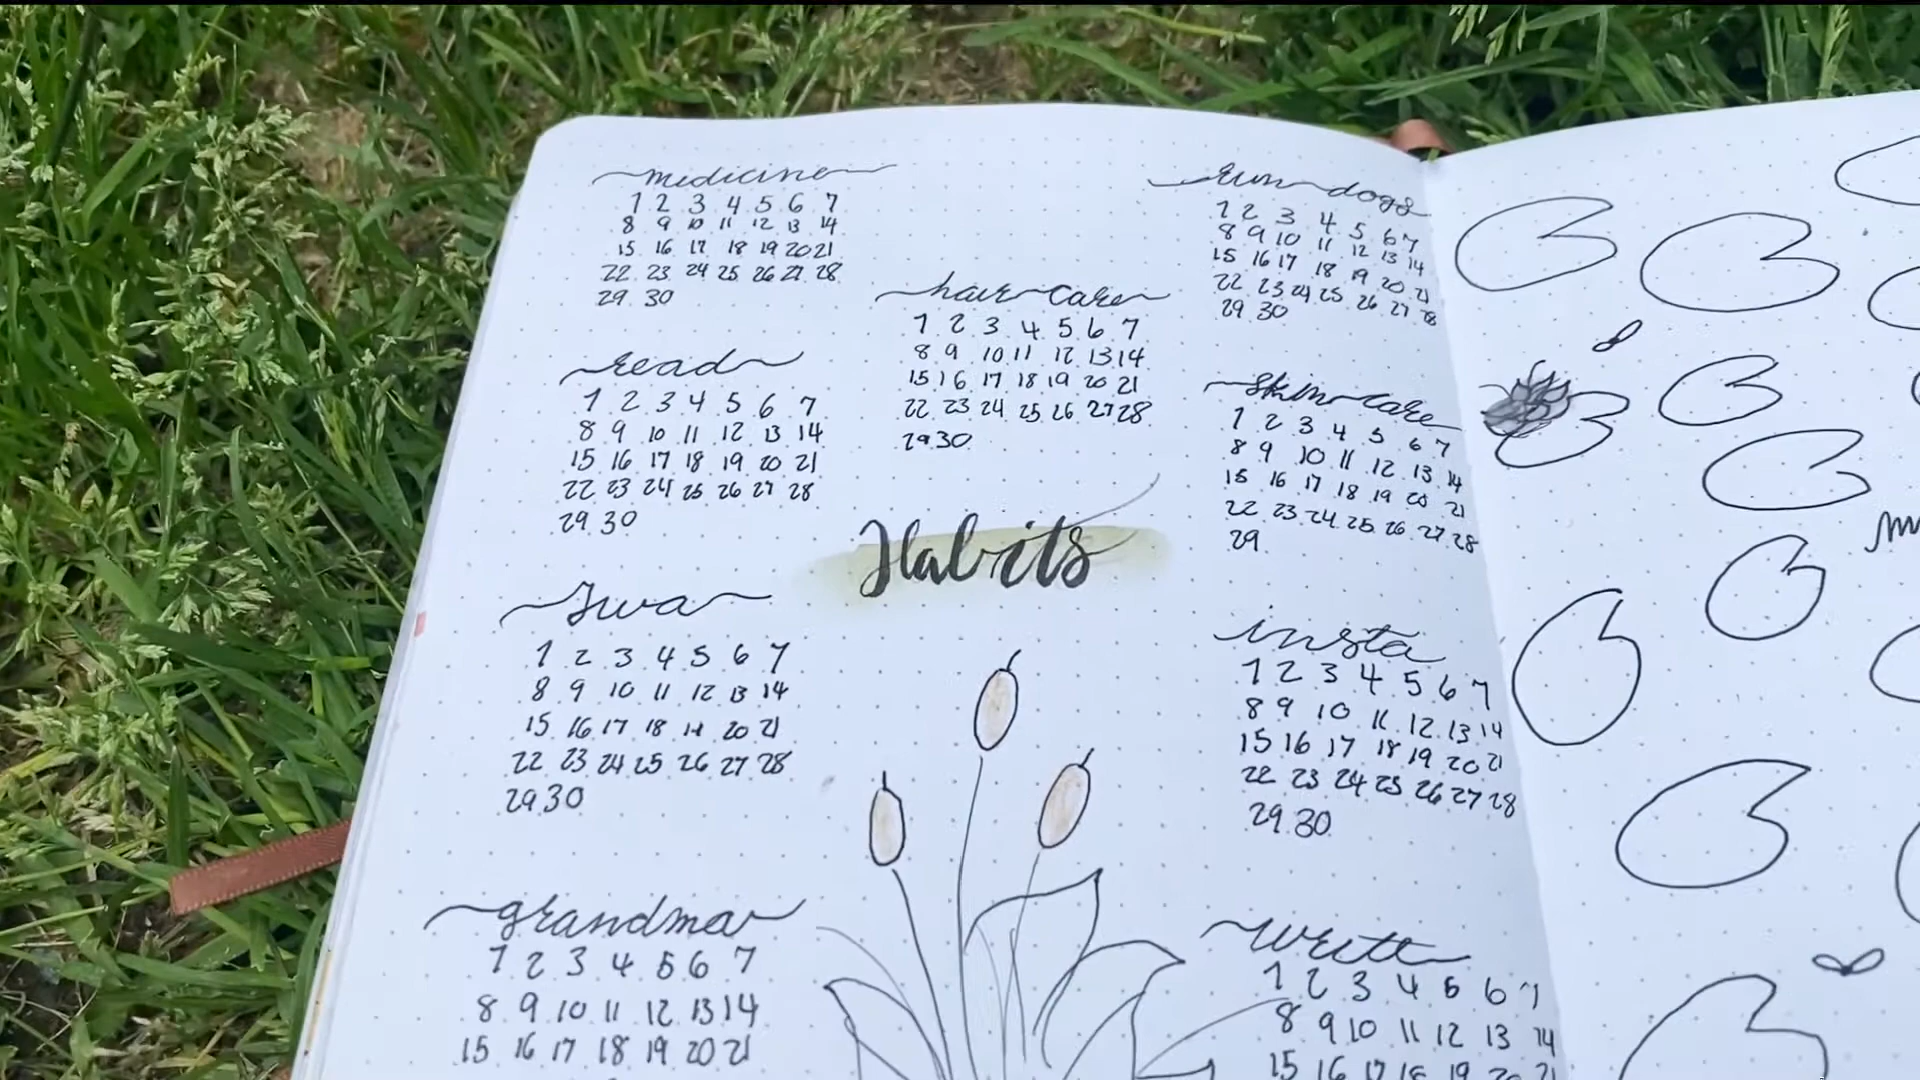 medicine
1 2 3 4 5 6 7
8 9 10 11 12 13 14
15 16 17 18 19 20 21
22 23 24 25 26 27 28
29 30
read
1 2 3 4 5 6 7
8 9 10 11 12 13 14
15 16 17 18 19 20 21
22 23 24 25 26 27 28
29 30
1 2 3 4 5 6 7
8 9 10 11 12 13 14
15 16 17 18 19 20 21
22 23 24 25 26 27 28
29 30
grandma
1 2 3 4 5 6 7
8 9 10 11 12 13 14
15 16 17 18 19 20 21
hair care
1 2 3 4 5 6 7
8 9 10 11 12 13 14
15 16 17 18 19 20 21
22 23 24 25 26 27 28
29 30
Habits
run dogs
1 2 3 4 5 6 7
8 9 10 11 12 13 14
15 16 17 18 19 20 21
22 23 24 25 26 27 28
29 30
skin care
1 2 3 4 5 6 7
8 9 10 11 12 13 14
15 16 17 18 19 20 21
22 23 24 25 26 27 28
29
insta
1 2 3 4 5 6 7
8 9 10 11 12 13 14
15 16 17 18 19 20 21
22 23 24 25 26 27 28
29 30
1 2 3 4 5 6 7
8 9 10 11 12 13 14
15 16 17 18 19 20 21